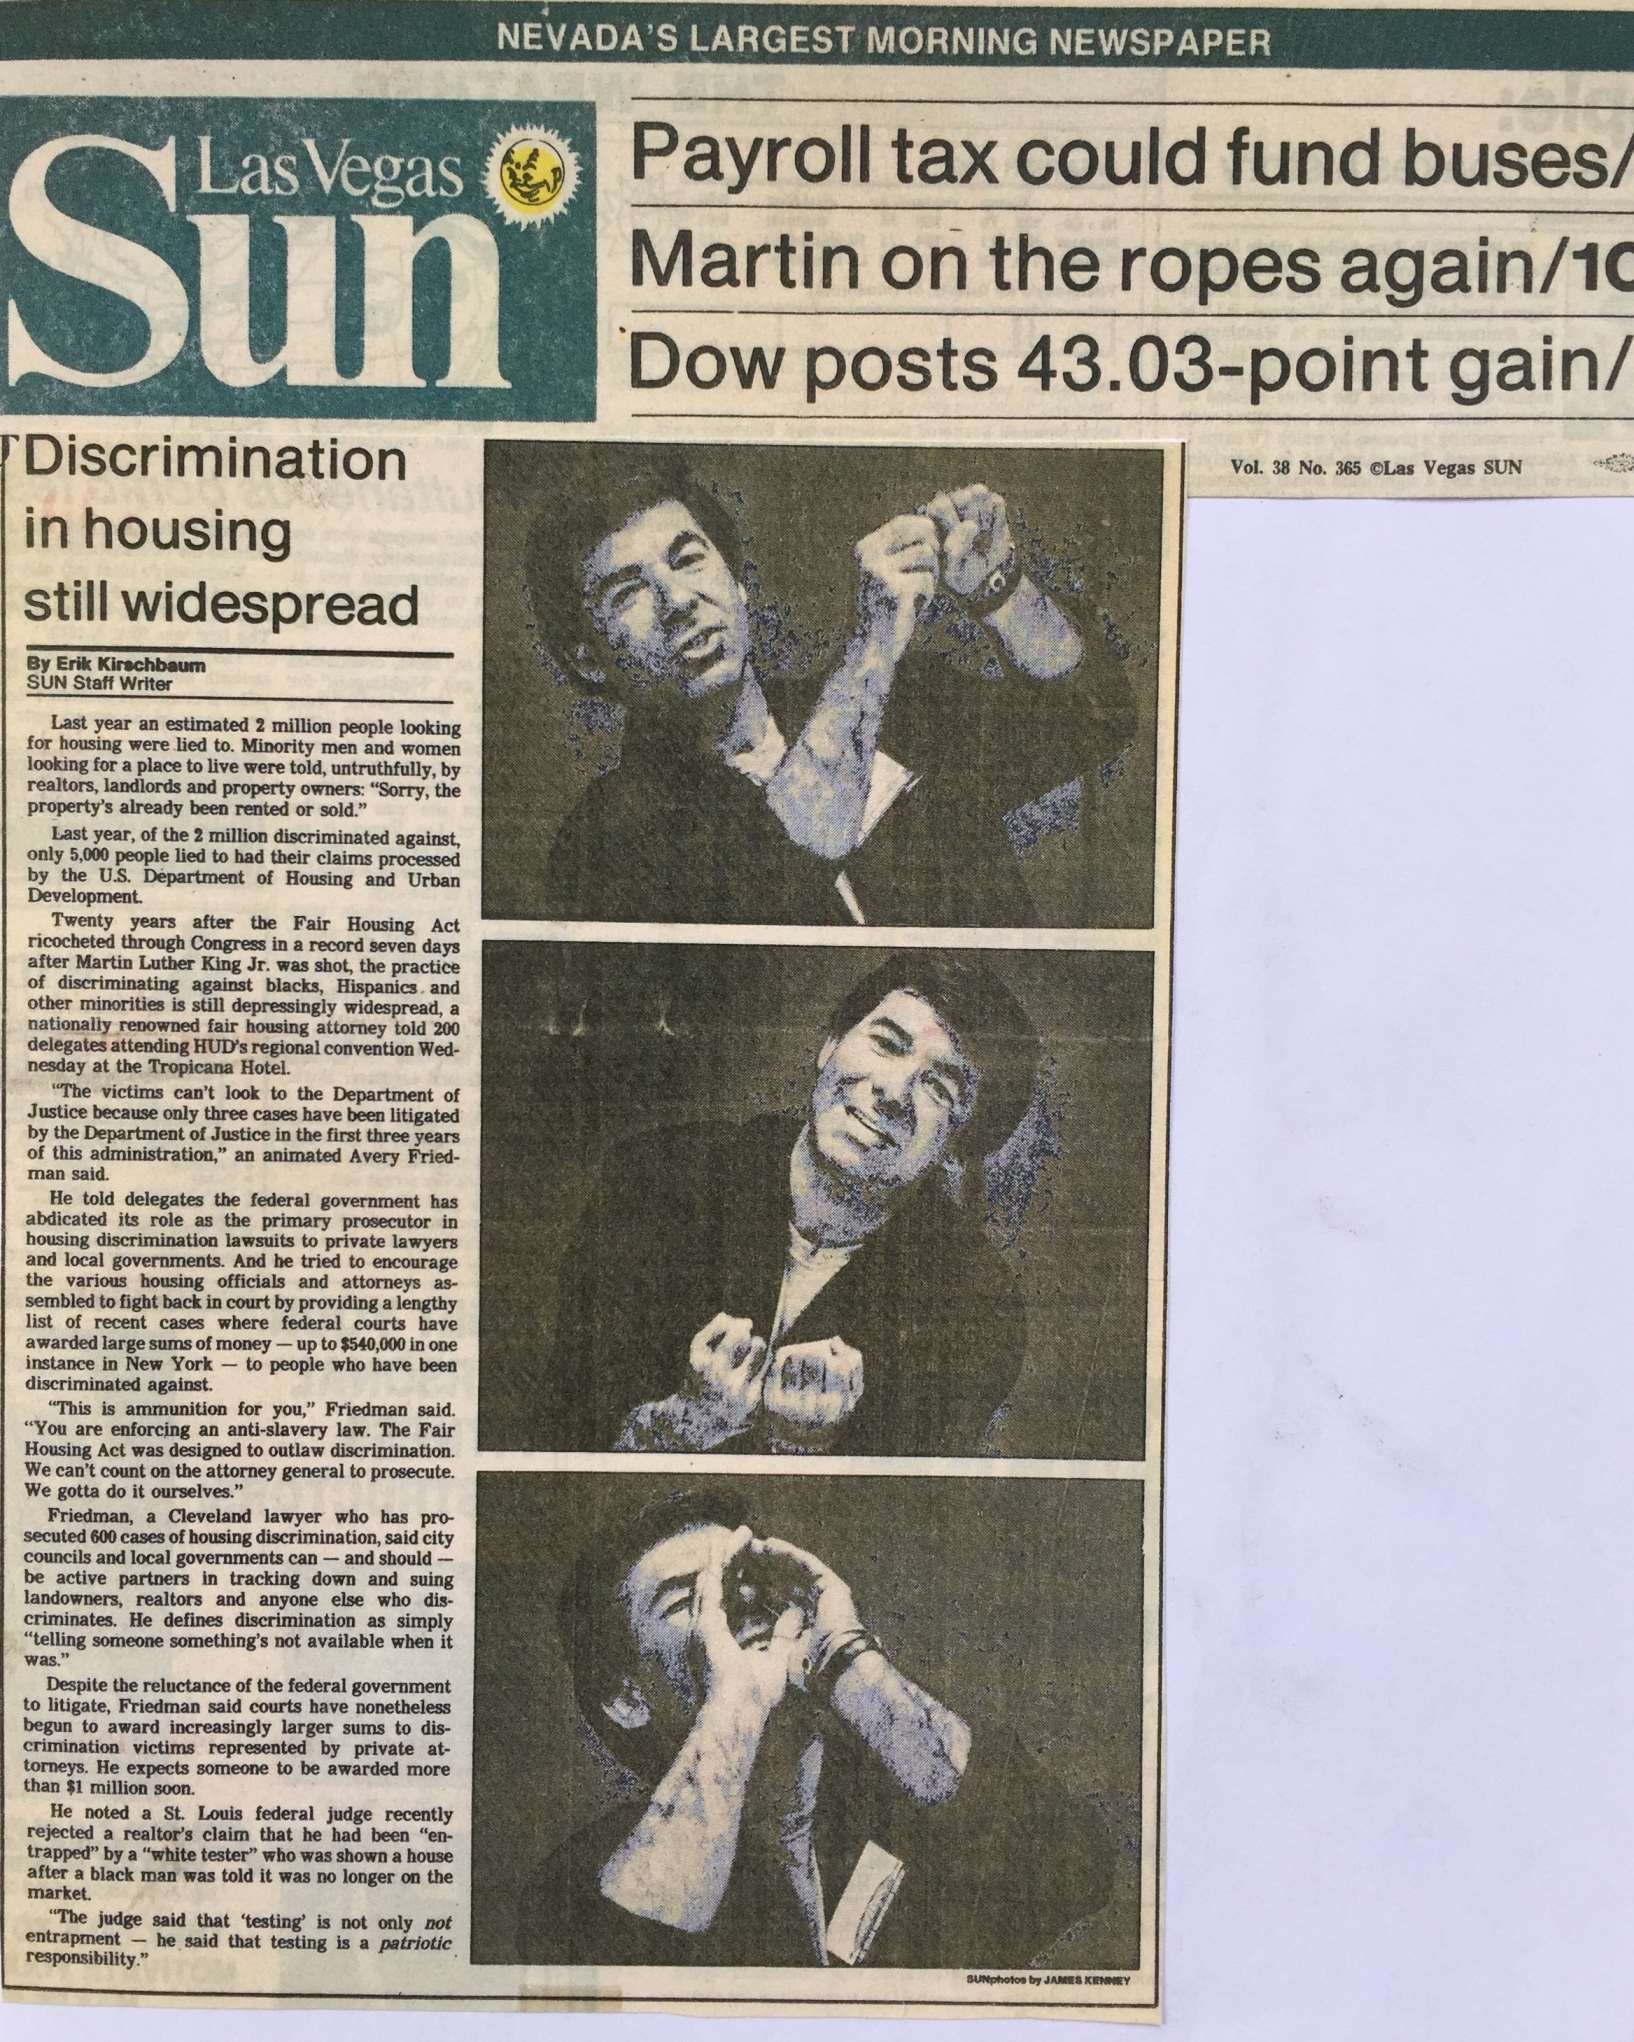 NEVADA'S LARGEST MORNING NEWSPAPER
Las Vegas
Sun
Payroll tax could fund buses/
Martin on the ropes again/10
Dow posts 43.03-point gain/
Vol. 38 No. 365 ©Las Vegas SUN
Discrimination
in housing
still widespread
By Erik Kirschbaum
SUN Staff Writer
Last year an estimated 2 million people looking
for housing were lied to. Minority men and women
looking for a place to live were told, untruthfully, by
realtors, landlords and property owners: "Sorry, the
property's already been rented or sold."
Last year, of the 2 million discriminated against,
only 5,000 people lied to had their claims processed
by the U.S. Department of Housing and Urban
Development.
Twenty years after the Fair Housing Act
ricocheted through Congress in a record seven days
after Martin Luther King Jr. was shot, the practice
of discriminating against blacks, Hispanics and
other minorities is still depressingly widespread, a
nationally renowned fair housing attorney told 200
delegates attending HUD's regional convention Wed-
nesday at the Tropicana Hotel.
"The victims can't look to the Department of
Justice because only three cases have been litigated
by the Department of Justice in the first three years
of this administration," an animated Avery Fried-
man said.
He told delegates the federal government has
abdicated its role as the primary prosecutor in
housing discrimination lawsuits to private lawyers
and local governments. And he tried to encourage
the various housing officials and attorneys as-
sembled to fight back in court by providing a lengthy
list of recent cases where federal courts have
awarded large sums of money — up to $540,000 in one
instance in New York — to people who have been
discriminated against.
"This is ammunition for you," Friedman said.
"You are enforcing an anti-slavery law. The Fair
Housing Act was designed to outlaw discrimination.
We can't count on the attorney general to prosecute.
We gotta do it ourselves."
Friedman, a Cleveland lawyer who has pro-
secuted 600 cases of housing discrimination, said city
councils and local governments can — and should —
be active partners in tracking down and suing
landowners, realtors and anyone else who dis-
criminates. He defines discrimination as simply
"telling someone something's not available when it
was."
Despite the reluctance of the federal government
to litigate, Friedman said courts have nonetheless
begun to award increasingly larger sums to dis-
crimination victims represented by private at-
torneys. He expects someone to be awarded more
than $1 million soon.
He noted a St. Louis federal judge recently
rejected a realtor's claim that he had been "en-
trapped" by a "white tester" who was shown a house
after a black man was told it was no longer on the
market.
"The judge said that 'testing' is not only not
entrapment — he said that testing is a patriotic
responsibility."
SUNphotos by JAMES KENNEY